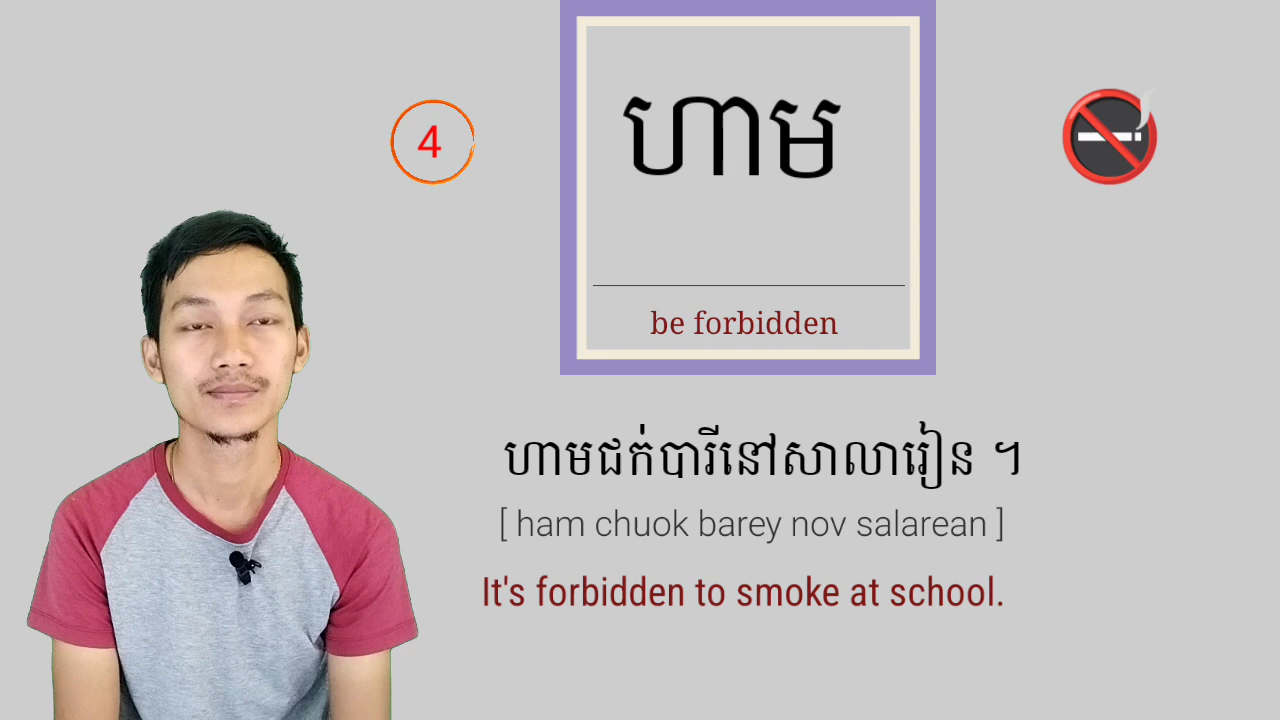 4
ហាម
be forbidden
ហាមជក់បារីនៅសាលារៀន ។
[ ham chuok barey nov salarean ]
It's forbidden to smoke at school.